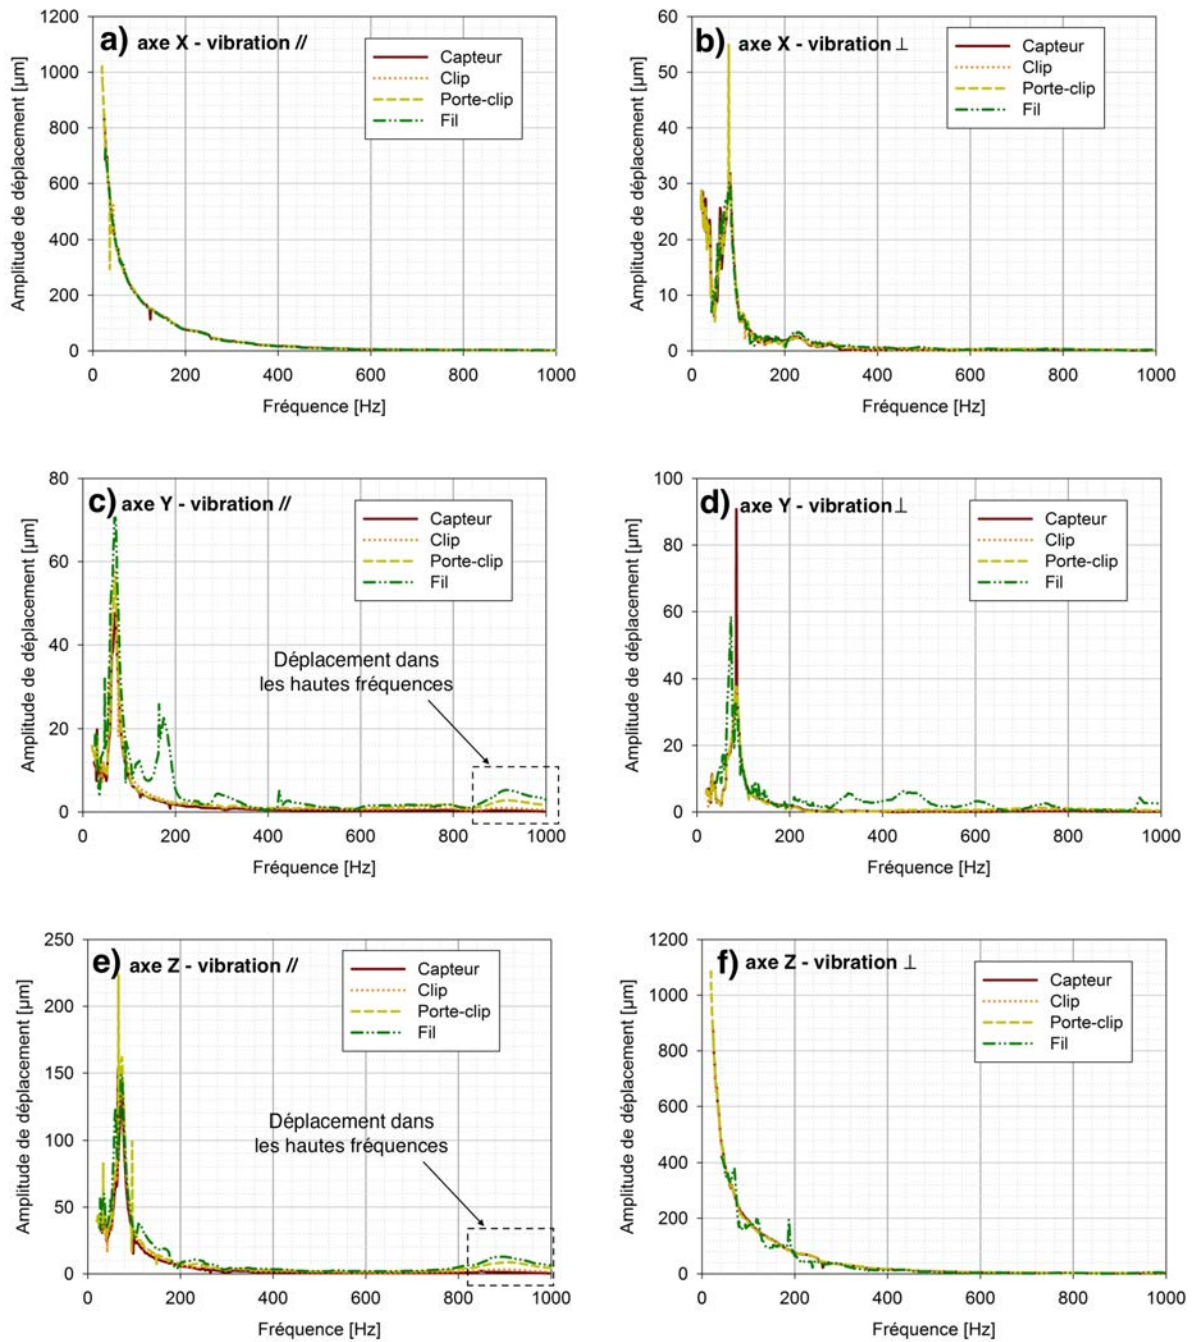 a) axe X - vibration //
Capteur
Clip
Porte-clip
Fil
Amplitude de déplacement [µm]
1200
1000
800
600
400
200
0
0 200 400 600 800 1000
Fréquence [Hz]
b) axe X - vibration ⊥
Capteur
Clip
Porte-clip
Fil
Amplitude de déplacement [µm]
60
50
40
30
20
10
0
0 200 400 600 800 1000
Fréquence [Hz]
c) axe Y - vibration //
Capteur
Clip
Porte-clip
Fil
Déplacement dans
les hautes fréquences
Amplitude de déplacement [µm]
80
60
40
20
0
0 200 400 600 800 1000
Fréquence [Hz]
d) axe Y - vibration ⊥
Capteur
Clip
Porte-clip
Fil
Amplitude de déplacement [µm]
100
80
60
40
20
0
0 200 400 600 800 1000
Fréquence [Hz]
e) axe Z - vibration //
Capteur
Clip
Porte-clip
Fil
Déplacement dans
les hautes fréquences
Amplitude de déplacement [µm]
250
200
150
100
50
0
0 200 400 600 800 1000
Fréquence [Hz]
f) axe Z - vibration ⊥
Capteur
Clip
Porte-clip
Fil
Amplitude de déplacement [µm]
1200
1000
800
600
400
200
0
0 200 400 600 800 1000
Fréquence [Hz]